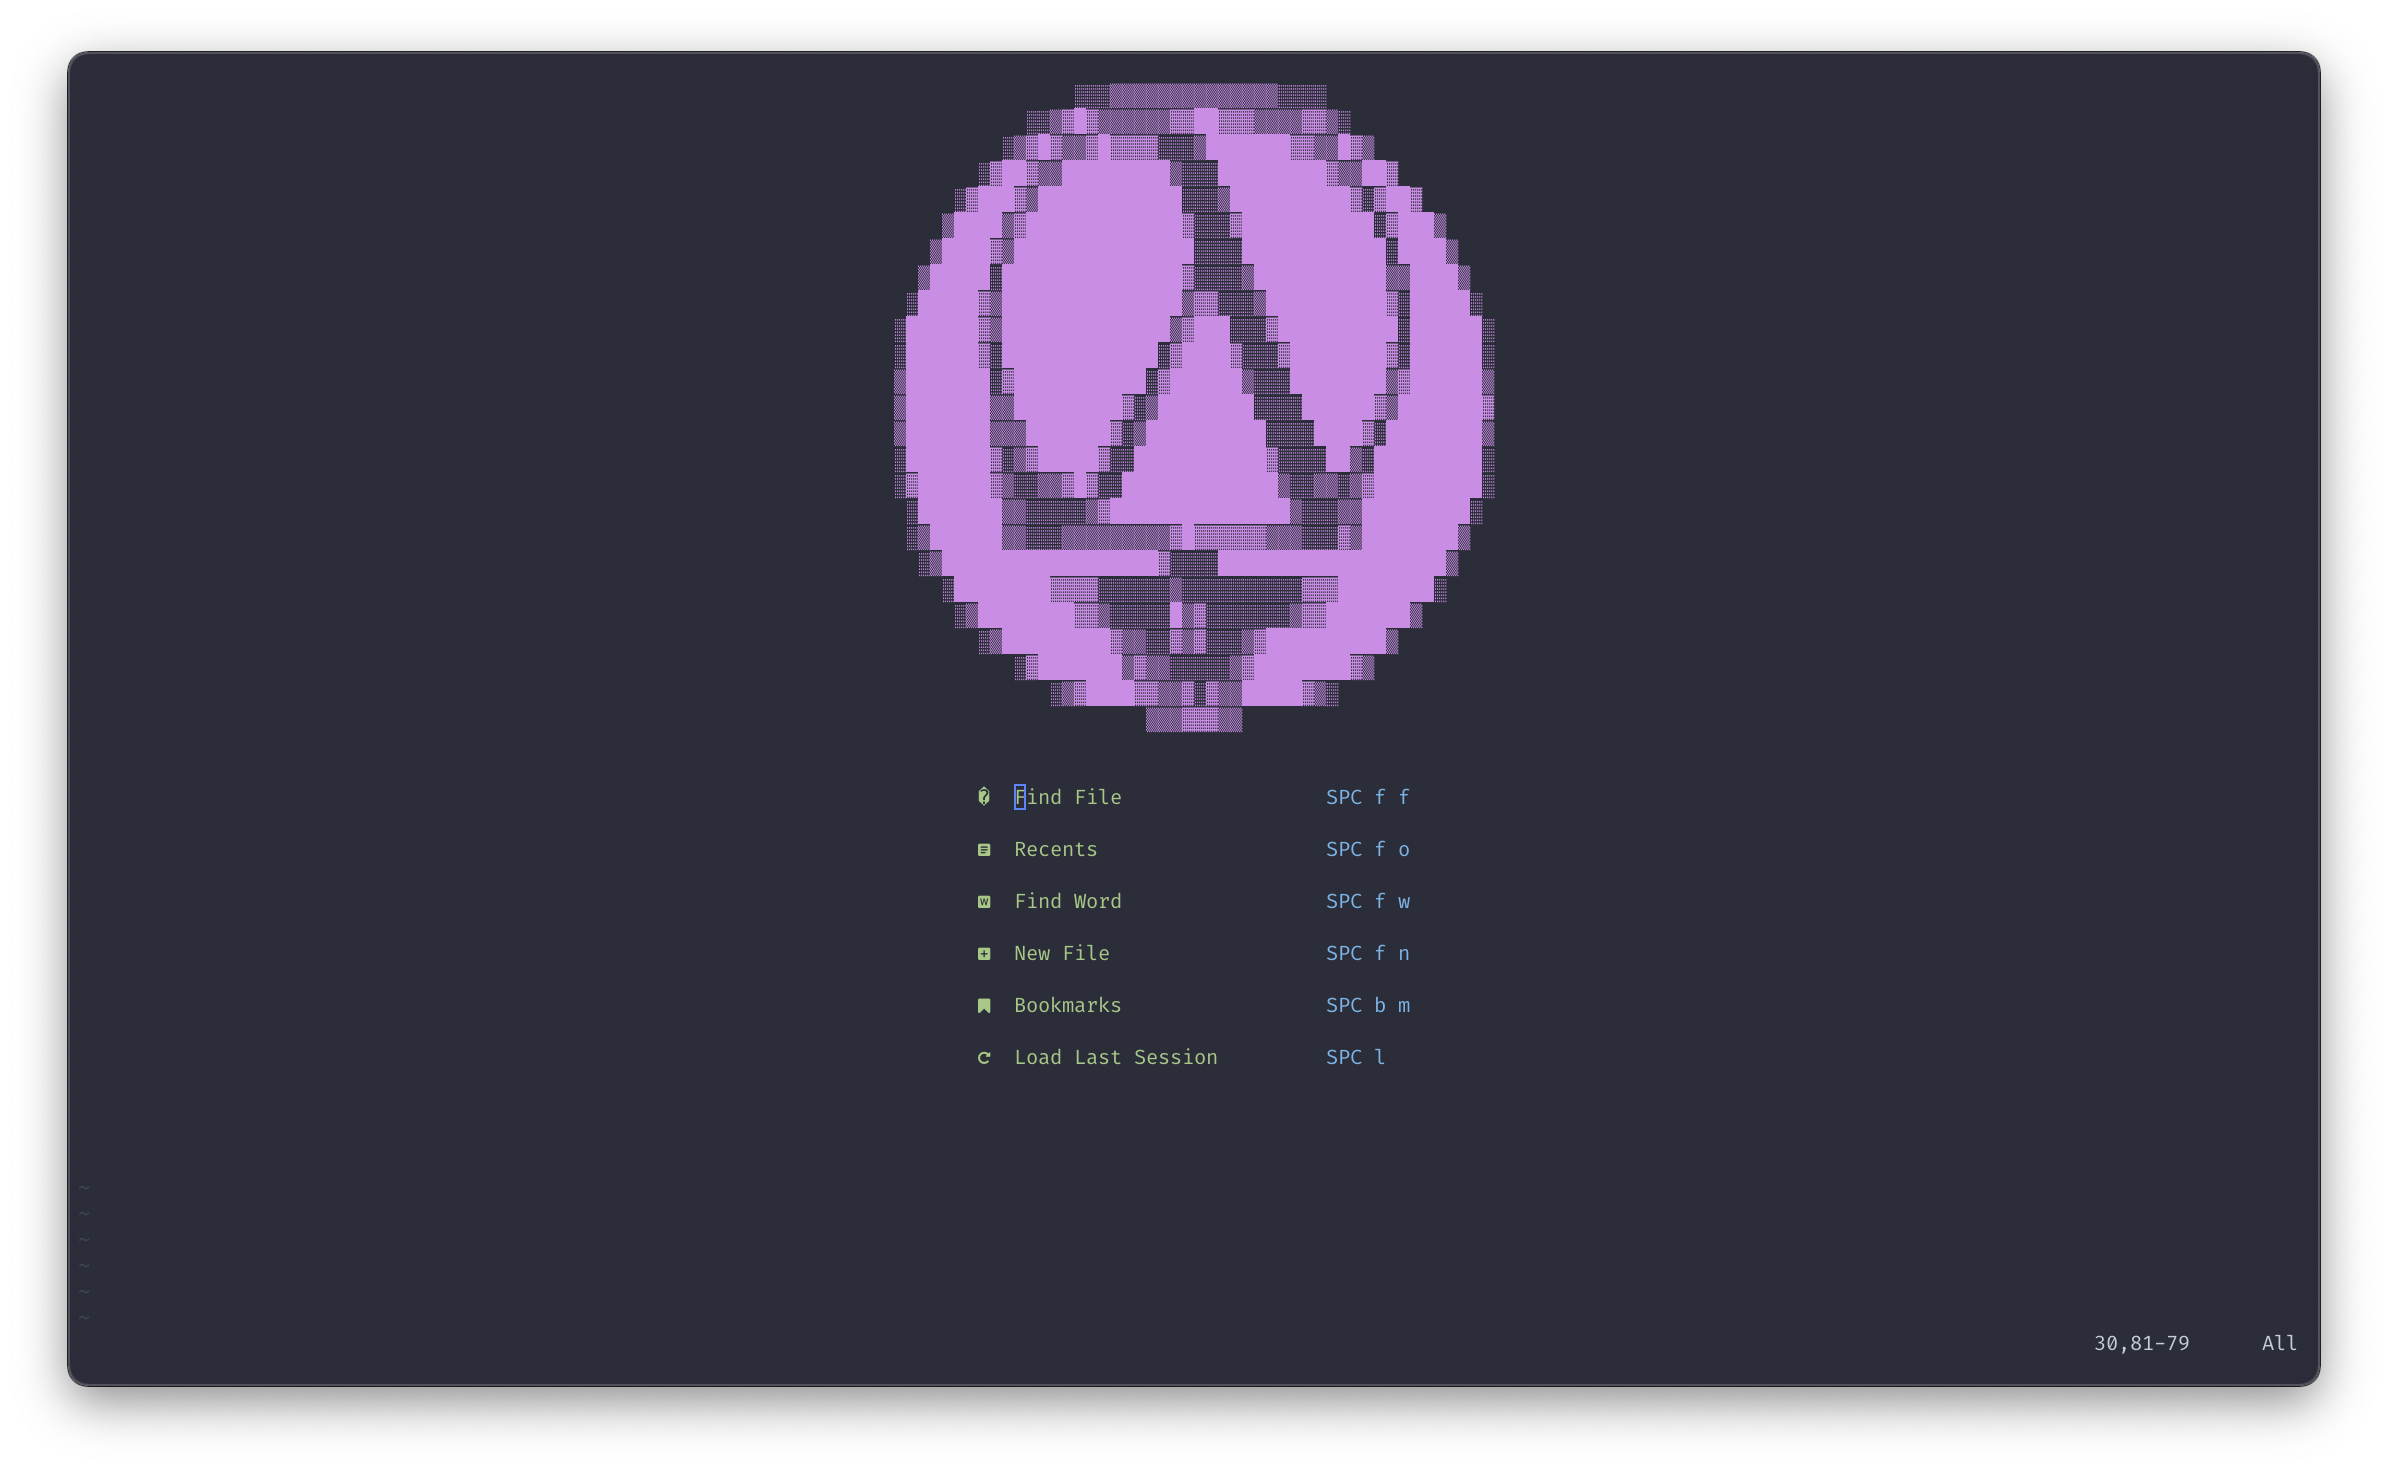 Find File SPC f f
Recents SPC f o
Find Word SPC f w
New File SPC f n
Bookmarks SPC b m
Load Last Session SPC l
~
~
~
~
~
~
30,81-79 All